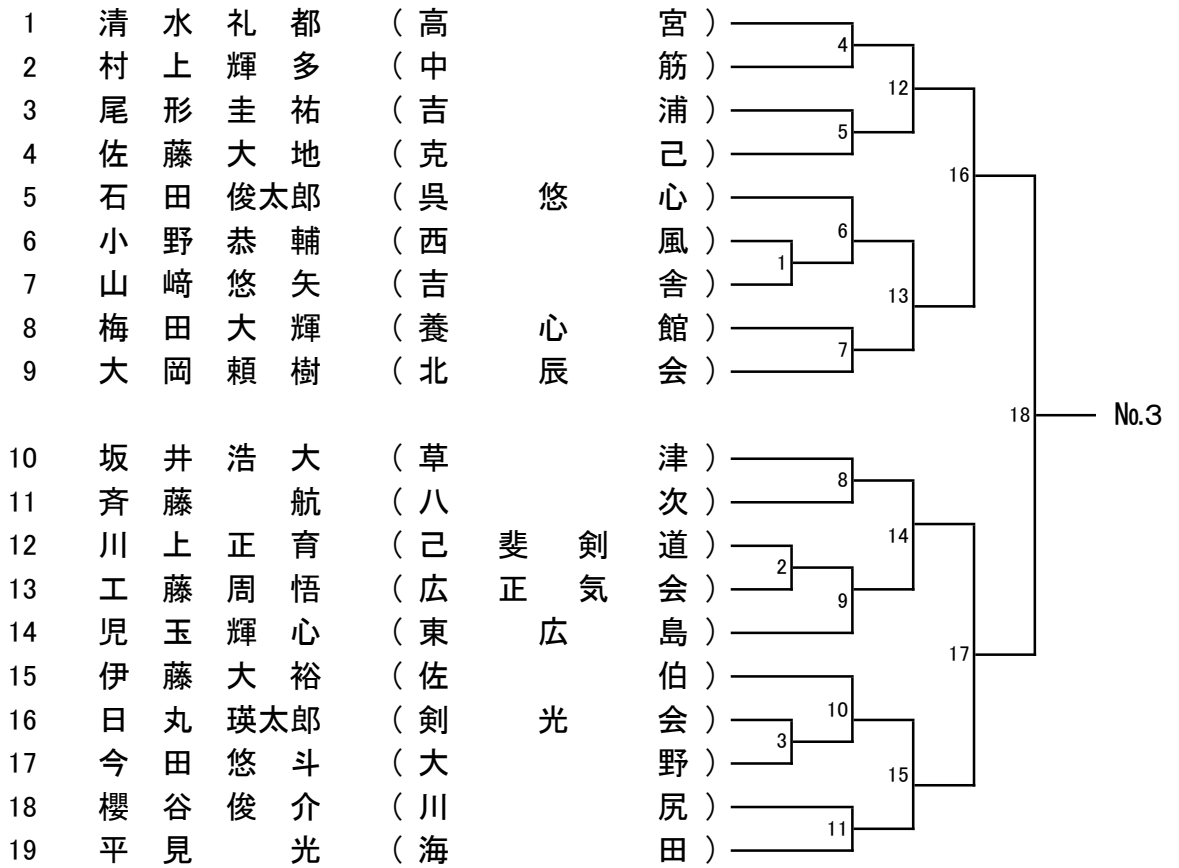 1 清水礼都 (高宮)
4
2 村上輝多 (中筋)
12
3 尾形圭祐 (吉浦)
5
4 佐藤大地 (克己)
16
5 石田俊太郎 (呉悠心)
6
6 小野恭輔 (西風)
1
7 山﨑悠矢 (吉舎)
13
8 梅田大輝 (養心館)
7
9 大岡頼樹 (北辰会)
18 №.3
10 坂井浩大 (草津)
8
11 斉藤航 (八次)
14
12 川上正育 (己斐剣道)
2
13 工藤周悟 (広正気会)
9
14 児玉輝心 (東広島)
17
15 伊藤大裕 (佐伯)
10
16 日丸瑛太郎 (剣光会)
3
17 今田悠斗 (大野)
15
18 櫻谷俊介 (川尻)
11
19 平見光 (海田)